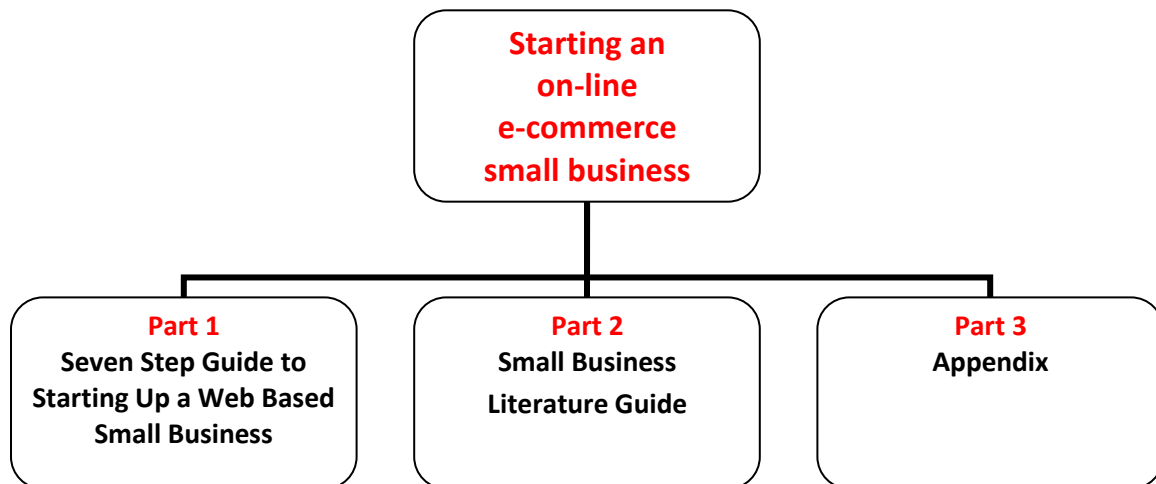 Starting an
on-line
e-commerce
small business
Part 1
Seven Step Guide to
Starting Up a Web Based
Small Business
Part 2
Small Business
Literature Guide
Part 3
Appendix